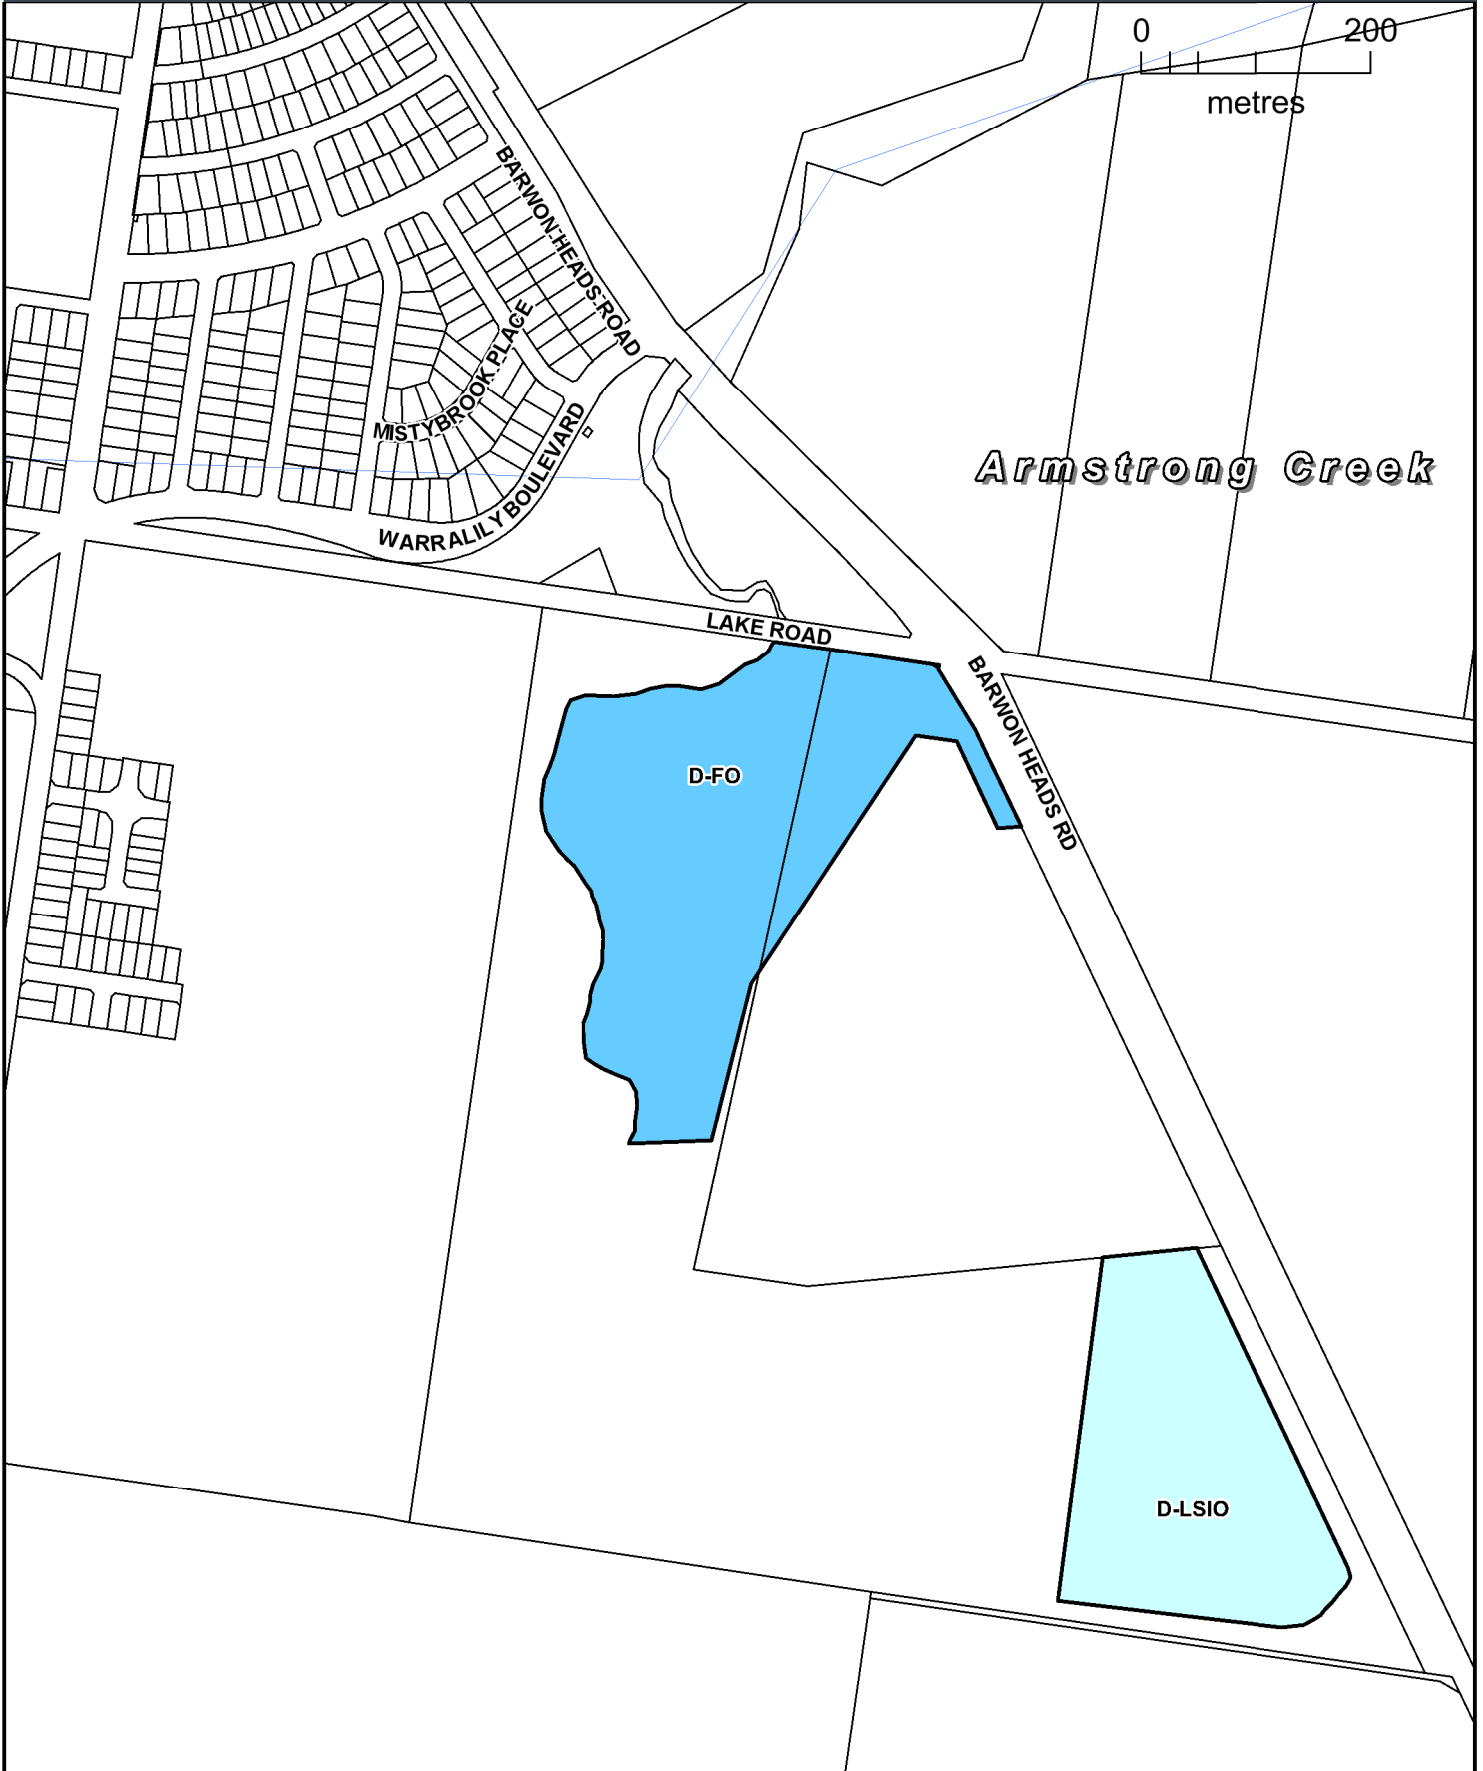 0 200
metres
BARWON HEADS ROAD
MISTYBROOK PLACE
WARRALILY BOULEVARD
Armstrong Creek
LAKE ROAD
BARWON HEADS RD
D-FO
D-LSIO